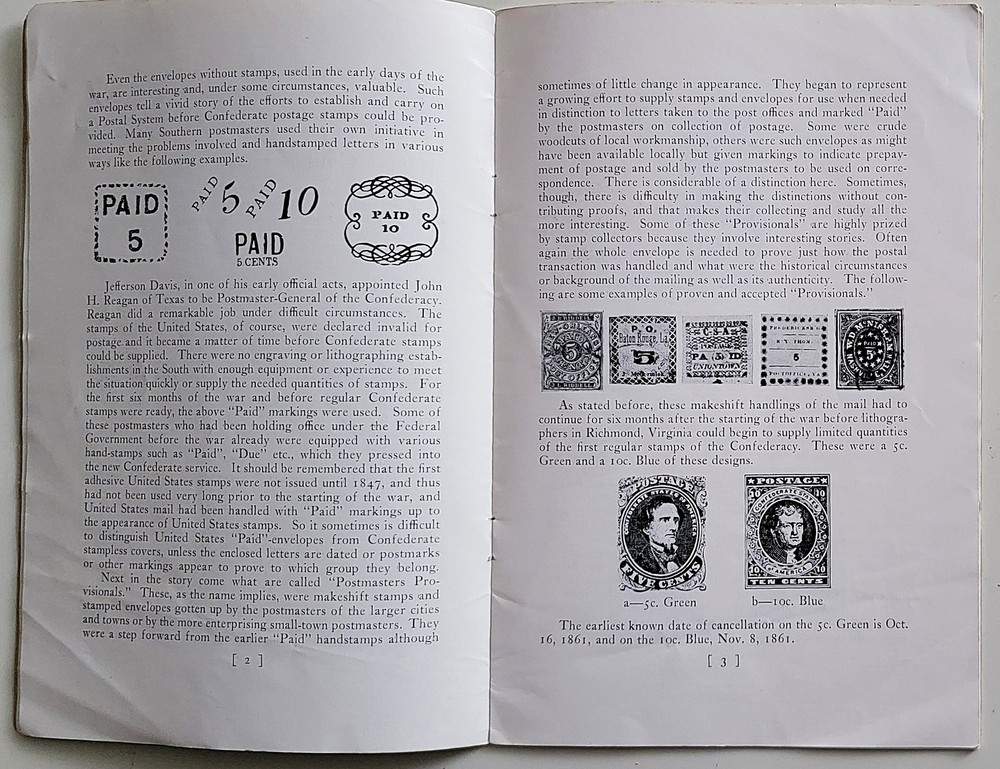 Even the envelopes without stamps, used in the early days of the
war, are interesting and, under some circumstances, valuable. Such
envelopes tell a vivid story of the efforts to establish and carry on
a Postal System before Confederate postage stamps could be pro-
vided. Many Southern postmasters used their own initiative in
meeting the problems involved and handstamped letters in various
ways like the following examples.
PAID
5
PAID 5
PAID 10
PAID
5 CENTS
PAID
10
Jefferson Davis, in one of his early official acts, appointed John
H. Reagan of Texas to be Postmaster-General of the Confederacy.
Reagan did a remarkable job under difficult circumstances. The
stamps of the United States, of course, were declared invalid for
postage and it became a matter of time before Confederate stamps
could be supplied. There were no engraving or lithographing estab-
lishments in the South with enough equipment or experience to meet
the situation quickly or supply the needed quantities of stamps. For
the first six months of the war and before regular Confederate
stamps were ready, the above "Paid" markings were used. Some of
these postmasters who had been holding office under the Federal
Government before the war already were equipped with various
hand-stamps such as "Paid", "Due" etc., which they pressed into
the new Confederate service. It should be remembered that the first
adhesive United States stamps were not issued until 1847, and thus
had not been used very long prior to the starting of the war, and
United States mail had been handled with "Paid" markings up to
the appearance of United States stamps. So it sometimes is difficult
to distinguish United States "Paid"-envelopes from Confederate
stampless covers, unless the enclosed letters are dated or postmarks
or other markings appear to prove to which group they belong.
Next in the story come what are called "Postmasters Pro-
visionals." These, as the name implies, were makeshift stamps and
stamped envelopes gotten up by the postmasters of the larger cities
and towns or by the more enterprising small-town postmasters. They
were a step forward from the earlier "Paid" handstamps although
[ 2 ]
sometimes of little change in appearance. They began to represent
a growing effort to supply stamps and envelopes for use when needed
in distinction to letters taken to the post offices and marked "Paid"
by the postmasters on collection of postage. Some were crude
woodcuts of local workmanship, others were such envelopes as might
have been available locally but given markings to indicate prepay-
ment of postage and sold by the postmasters to be used on corre-
spondence. There is considerable of a distinction here. Sometimes,
though, there is difficulty in making the distinctions without con-
tributing proofs, and that makes their collecting and study all the
more interesting. Some of these "Provisionals" are highly prized
by stamp collectors because they involve interesting stories. Often
again the whole envelope is needed to prove just how the postal
transaction was handled and what were the historical circumstances
or background of the mailing as well as its authenticity. The follow-
ing are some examples of proven and accepted "Provisionals."
J.L. RIDDELL
5
P. O.
Baton Rouge, La.
5
C·S·A
POSTAGE
PA 5 ID
UNIONTOWN
5
PAID
5
As stated before, these makeshift handlings of the mail had to
continue for six months after the starting of the war before lithogra-
phers in Richmond, Virginia could begin to supply limited quantities
of the first regular stamps of the Confederacy. These were a 5c.
Green and a 10c. Blue of these designs.
POSTAGE
CONFEDERATE STATES OF AMERICA
FIVE CENTS
POSTAGE
10 10
CONFEDERATE STATES
OF AMERICA
10 10
TEN CENTS
a—5c. Green
b—10c. Blue
The earliest known date of cancellation on the 5c. Green is Oct.
16, 1861, and on the 10c. Blue, Nov. 8, 1861.
[ 3 ]